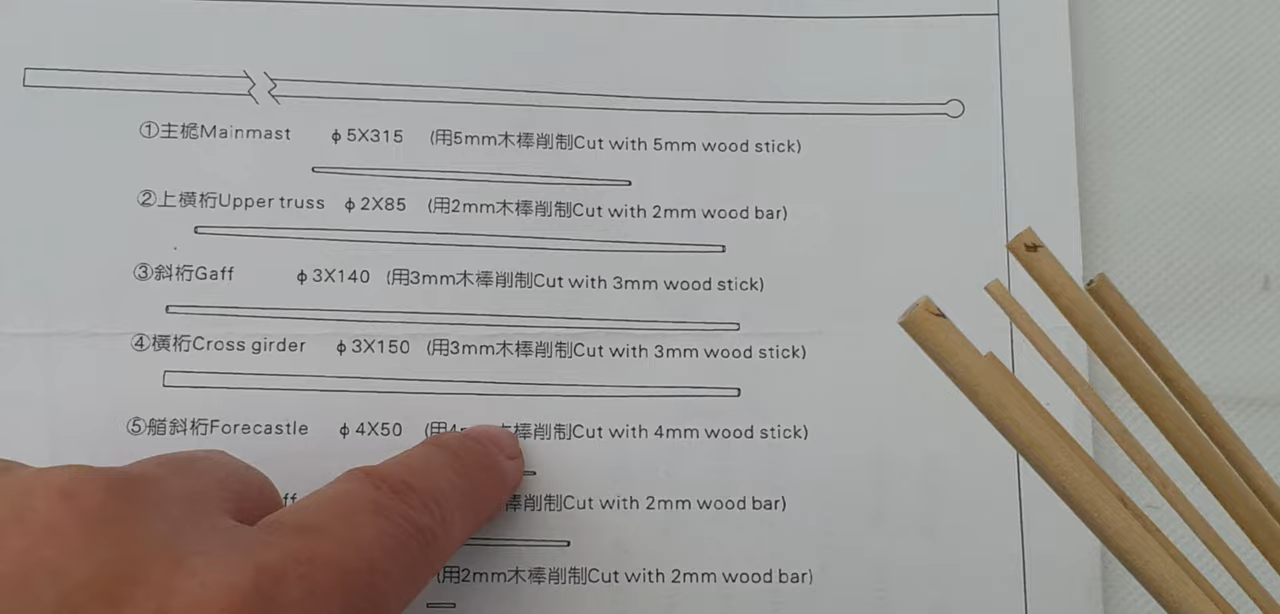 ①主桅Mainmast φ5X315 (用5mm木棒削制Cut with 5mm wood stick)
②上横桁Upper truss φ2X85 (用2mm木棒削制Cut with 2mm wood bar)
③斜桁Gaff φ3X140 (用3mm木棒削制Cut with 3mm wood stick)
④横桁Cross girder φ3X150 (用3mm木棒削制Cut with 3mm wood stick)
⑤艏斜桁Forecastle φ4X50 (用4 棒削制Cut with 4mm wood stick)
ff 棒削制Cut with 2mm wood bar)
(用2mm木棒削制Cut with 2mm wood bar)